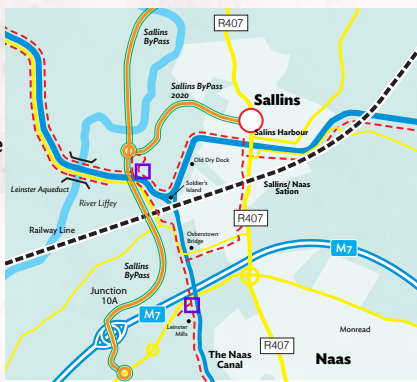 R407
Sallins
ByPass
Sallins ByPass
2020
Sallins
Salins Harbour
e
Old Dry Dock
Leinster Aqueduct
Soldier's
Island
Sallins/ Naas
Sation
River Liffey
R407
Railway Line
Osberstown
Bridge
M7
Sallins
ByPass
Junction
10A
M7
Leinster
Mills
Monread
The Naas
Canal
R407
Naas